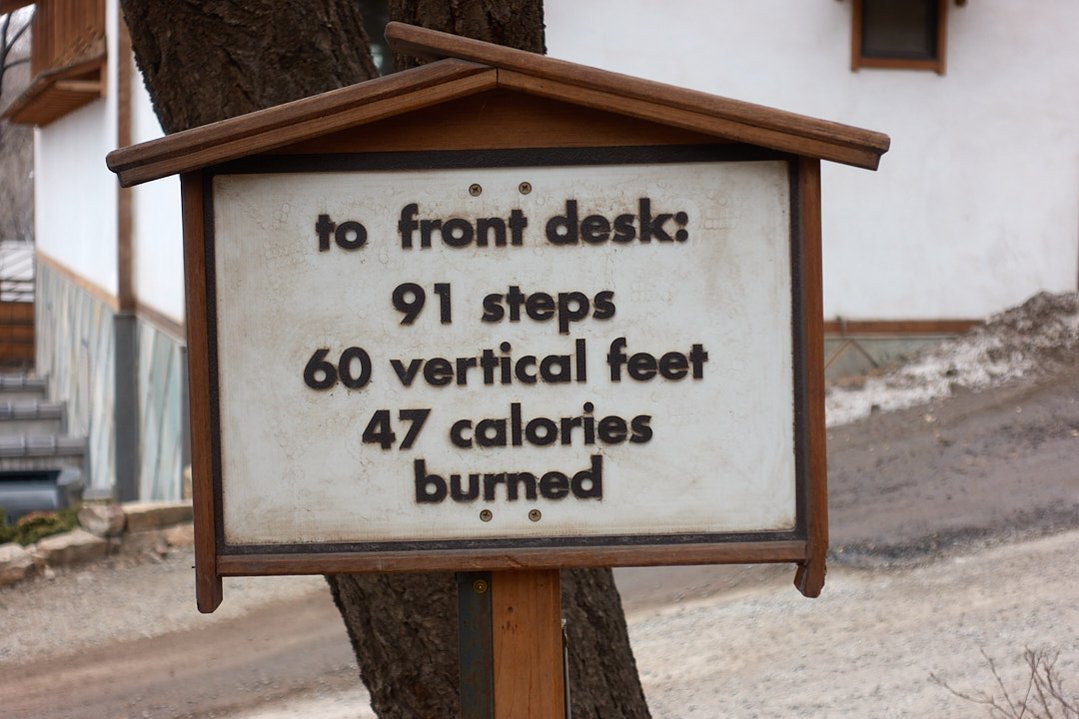 to front desk:
91 steps
60 vertical feet
47 calories
burned